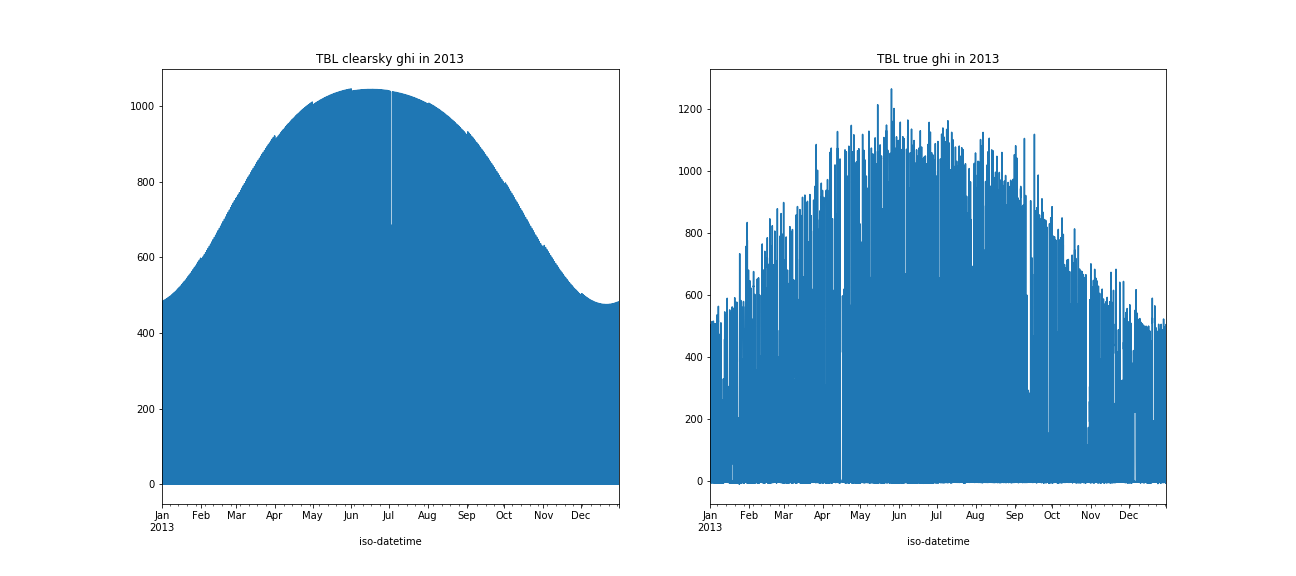 TBL clearsky ghi in 2013
1000
800
600
400
200
0
Jan Feb Mar Apr May Jun Jul Aug Sep Oct Nov Dec
2013
iso-datetime
TBL true ghi in 2013
1200
1000
800
600
400
200
0
Jan Feb Mar Apr May Jun Jul Aug Sep Oct Nov Dec
2013
iso-datetime